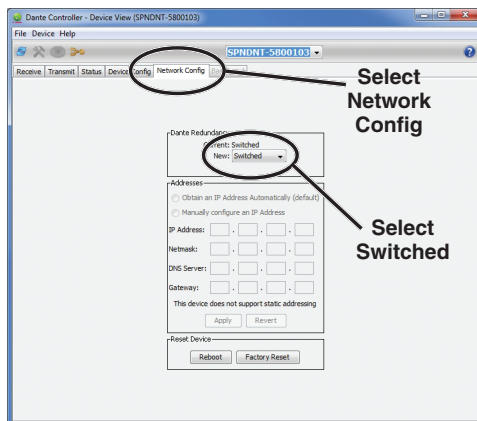 Dante Controller - Device View (SPNDNT-5800103)
File Device Help
SPNDNT-5800103
Receive Transmit Status Device Config Network Config
Select
Network
Config
Dante Redundancy
Current: Switched
New: Switched
Addresses
Obtain an IP Address Automatically (default)
Manually configure an IP Address
Select
Switched
IP Address: . . .
Netmask: . . .
DNS Server: . . .
Gateway: . . .
This device does not support static addressing
Apply Revert
Reset Device
Reboot Factory Reset